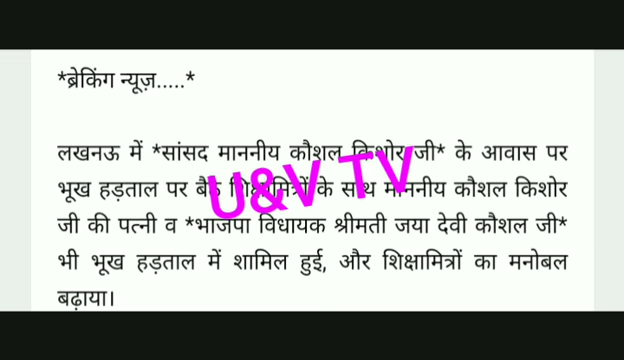 *ब्रेकिंग न्यूज़.....*
लखनऊ में *सांसद माननीय कौशल किशोर जी* के आवास पर
भूख हड़ताल पर बैठे शिक्षामित्रों के साथ माननीय कौशल किशोर
जी की पत्नी व *भाजपा विधायक श्रीमती जया देवी कौशल जी*
भी भूख हड़ताल में शामिल हुई, और शिक्षामित्रों का मनोबल
बढ़ाया।
U&V TV